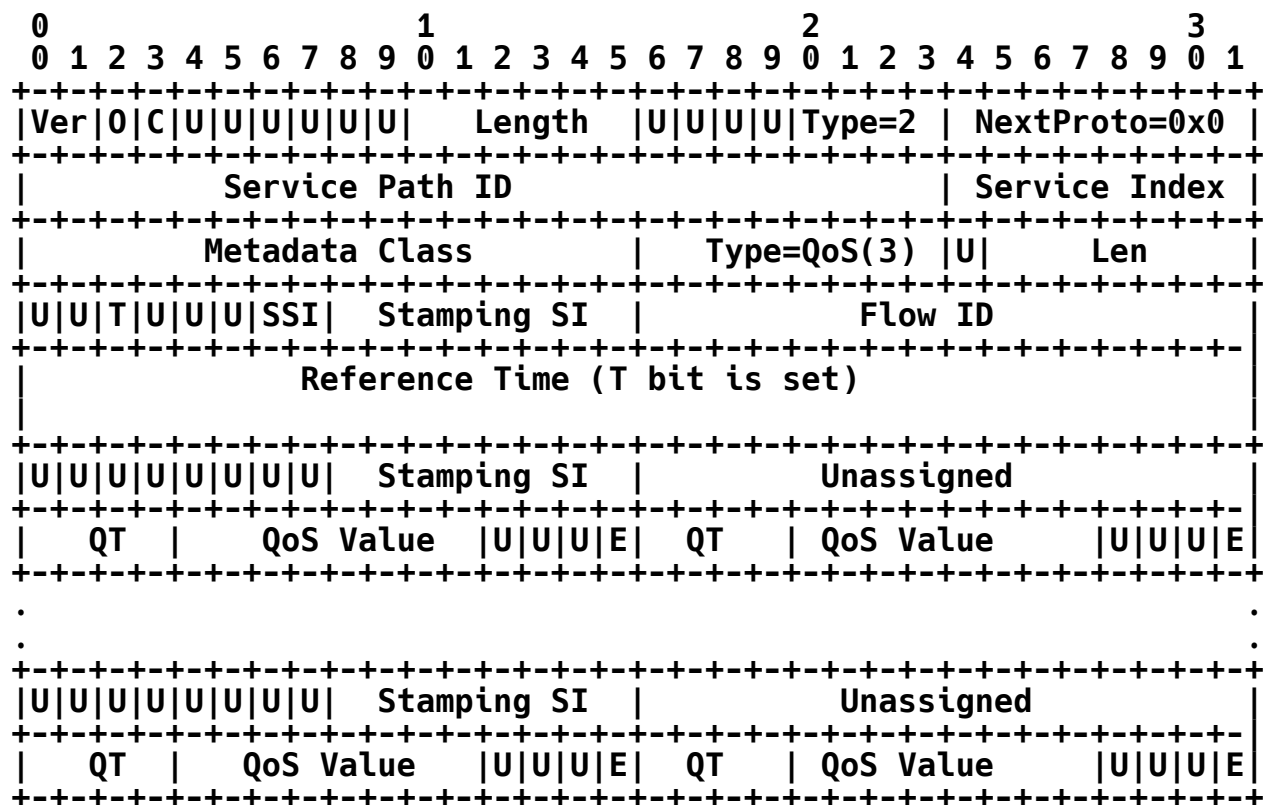 0                   1                   2                   3
 0 1 2 3 4 5 6 7 8 9 0 1 2 3 4 5 6 7 8 9 0 1 2 3 4 5 6 7 8 9 0 1
+-+-+-+-+-+-+-+-+-+-+-+-+-+-+-+-+-+-+-+-+-+-+-+-+-+-+-+-+-+-+-+-+
|Ver|O|C|U|U|U|U|U|U|   Length  |U|U|U|U|Type=2 | NextProto=0x0 |
+-+-+-+-+-+-+-+-+-+-+-+-+-+-+-+-+-+-+-+-+-+-+-+-+-+-+-+-+-+-+-+-+
|          Service Path ID                      | Service Index |
+-+-+-+-+-+-+-+-+-+-+-+-+-+-+-+-+-+-+-+-+-+-+-+-+-+-+-+-+-+-+-+-+
|         Metadata Class        |   Type=QoS(3) |U|     Len     |
+-+-+-+-+-+-+-+-+-+-+-+-+-+-+-+-+-+-+-+-+-+-+-+-+-+-+-+-+-+-+-+-+
|U|U|T|U|U|U|SSI|  Stamping SI  |           Flow ID             |
+-+-+-+-+-+-+-+-+-+-+-+-+-+-+-+-+-+-+-+-+-+-+-+-+-+-+-+-+-+-+-+-|
|              Reference Time (T bit is set)                    |
|                                                               |
+-+-+-+-+-+-+-+-+-+-+-+-+-+-+-+-+-+-+-+-+-+-+-+-+-+-+-+-+-+-+-+-+
|U|U|U|U|U|U|U|U|  Stamping SI  |         Unassigned            |
+-+-+-+-+-+-+-+-+-+-+-+-+-+-+-+-+-+-+-+-+-+-+-+-+-+-+-+-+-+-+-+-|
|   QT  |    QoS Value  |U|U|U|E|  QT   | QoS Value     |U|U|U|E|
+-+-+-+-+-+-+-+-+-+-+-+-+-+-+-+-+-+-+-+-+-+-+-+-+-+-+-+-+-+-+-+-+
.                                                               .
.                                                               .
+-+-+-+-+-+-+-+-+-+-+-+-+-+-+-+-+-+-+-+-+-+-+-+-+-+-+-+-+-+-+-+-+
|U|U|U|U|U|U|U|U|  Stamping SI  |          Unassigned           |
+-+-+-+-+-+-+-+-+-+-+-+-+-+-+-+-+-+-+-+-+-+-+-+-+-+-+-+-+-+-+-+-|
|   QT  |   QoS Value   |U|U|U|E|  QT   | QoS Value     |U|U|U|E|
+-+-+-+-+-+-+-+-+-+-+-+-+-+-+-+-+-+-+-+-+-+-+-+-+-+-+-+-+-+-+-+-+